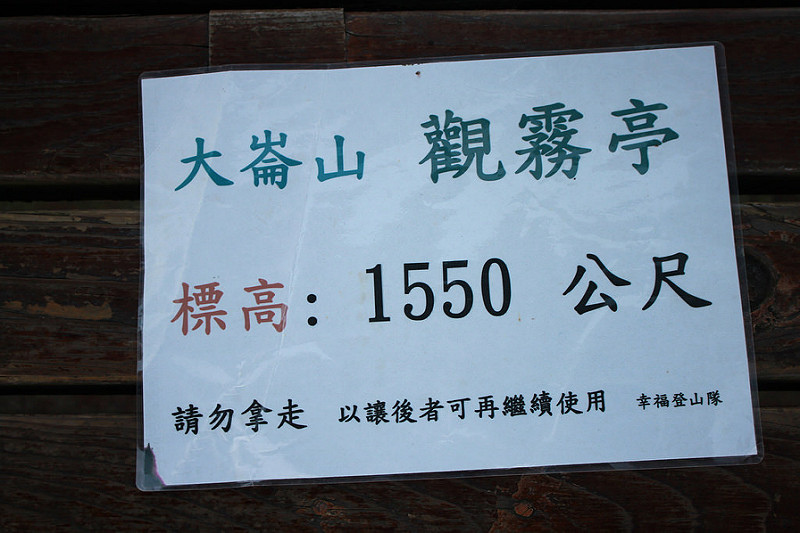 大崙山 觀霧亭
標高: 1550 公尺
請勿拿走 以讓後者可再繼續使用 幸福登山隊